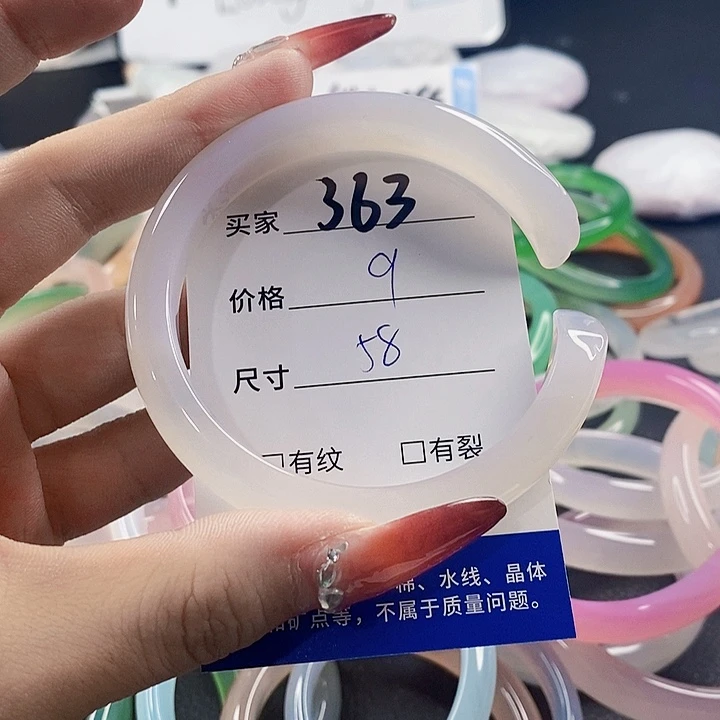 买家 363
价格 9
尺寸 58
□有纹 □有裂
棉、水线、晶体
矿点等，不属于质量问题。